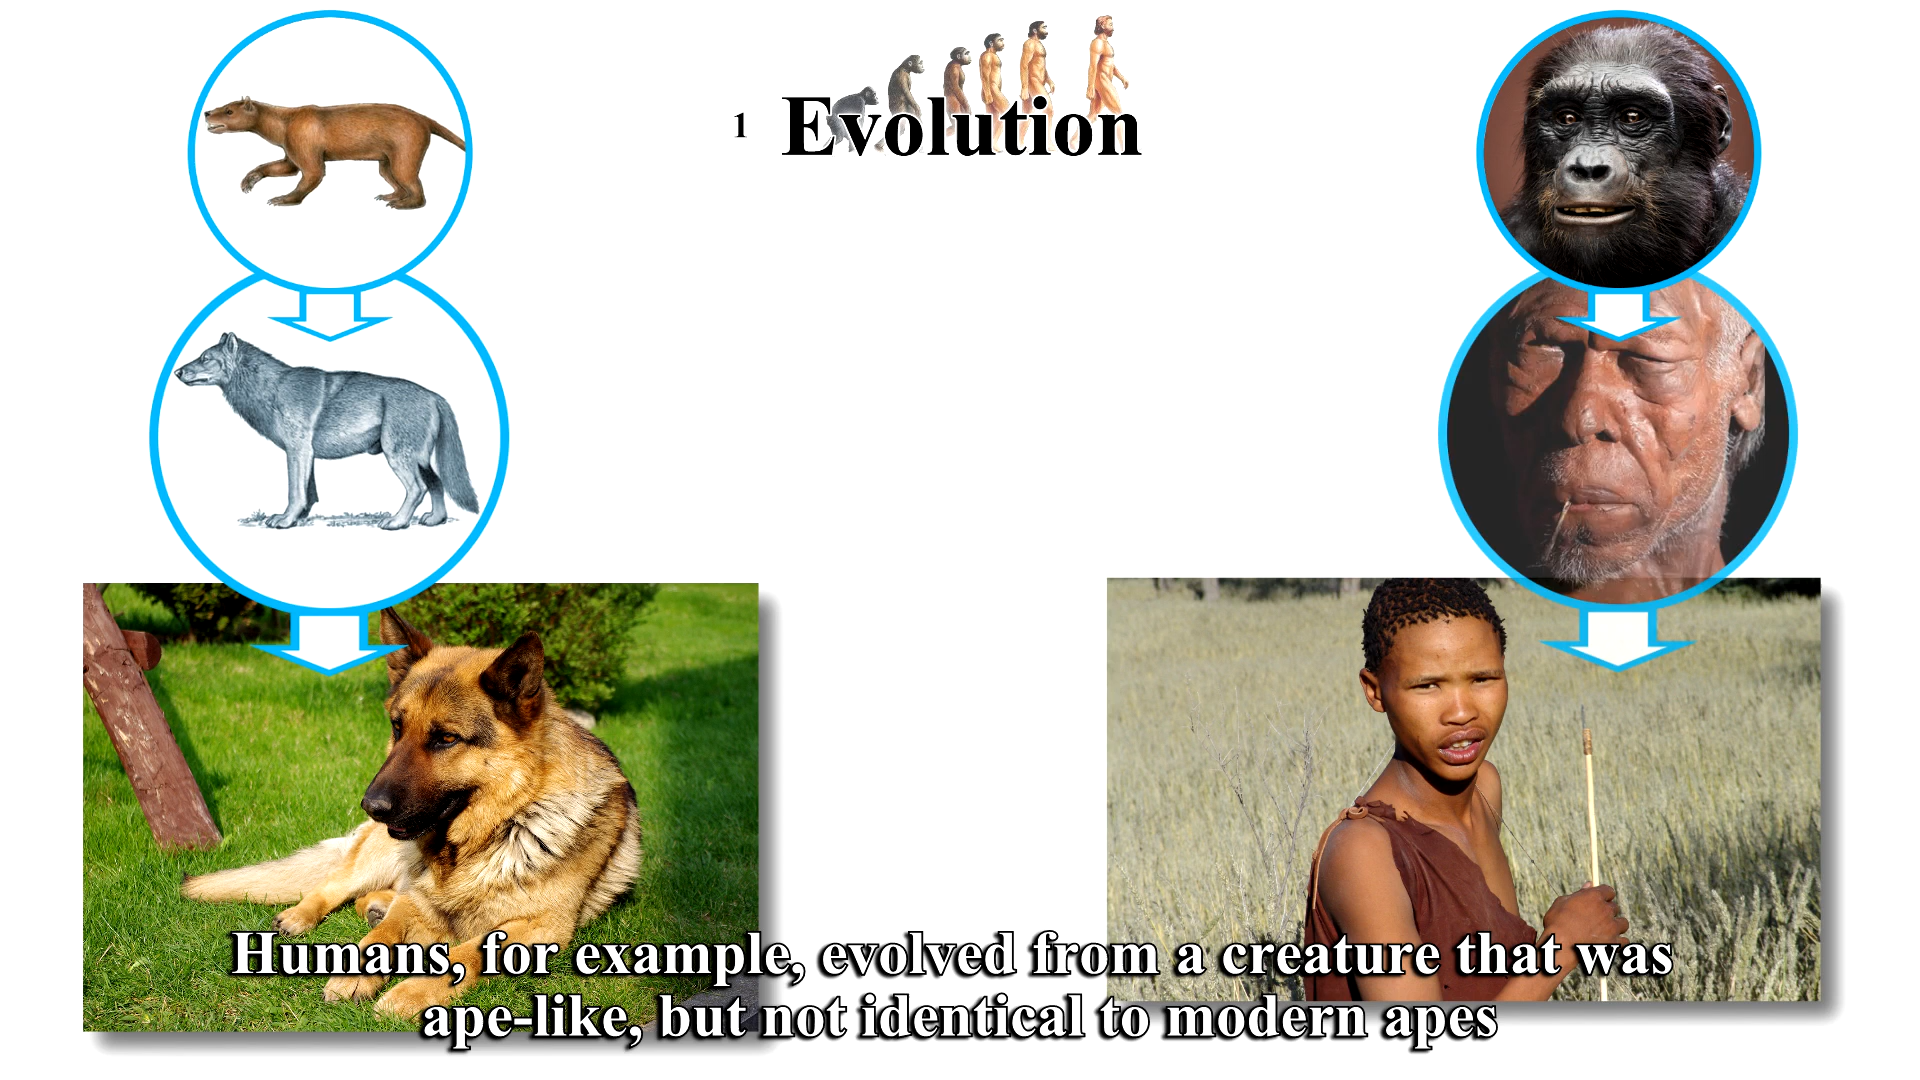 1 Evolution
Humans, for example, evolved from a creature that was
ape-like, but not identical to modern apes